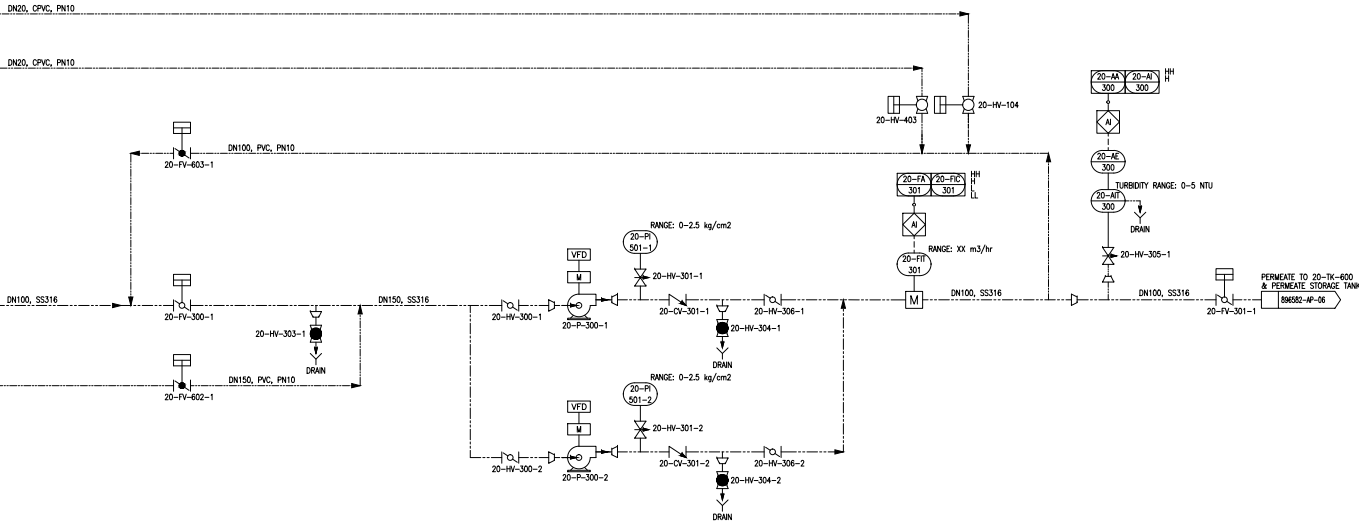 DN20, CPVC, PN10
DN20, CPVC, PN10
20-AA
300
20-AI
300
HH
H
20-HV-403
20-HV-104
AI
DN100, PVC, PN10
20-FV-603-1
20-AE
300
20-FA
301
20-FIC
301
HH
H
L
LL
TURBIDITY RANGE: 0-5 NTU
20-AIT
300
DRAIN
AI
RANGE: 0-2.5 kg/cm2
20-PI
501-1
VFD
M
RANGE: XX m3/hr
20-FIT
301
20-HV-305-1
20-HV-301-1
PERMEATE TO 20-TK-600
& PERMEATE STORAGE TANK
896582-AP-06
DN100, SS316
DN150, SS316
M
DN100, SS316
DN100, SS316
20-FV-300-1
20-HV-300-1
20-P-300-1
20-CV-301-1
20-HV-306-1
20-FV-301-1
20-HV-303-1
20-HV-304-1
DRAIN
DRAIN
DN150, PVC, PN10
20-FV-602-1
RANGE: 0-2.5 kg/cm2
20-PI
501-2
VFD
M
20-HV-301-2
20-HV-300-2
20-P-300-2
20-CV-301-2
20-HV-306-2
20-HV-304-2
DRAIN